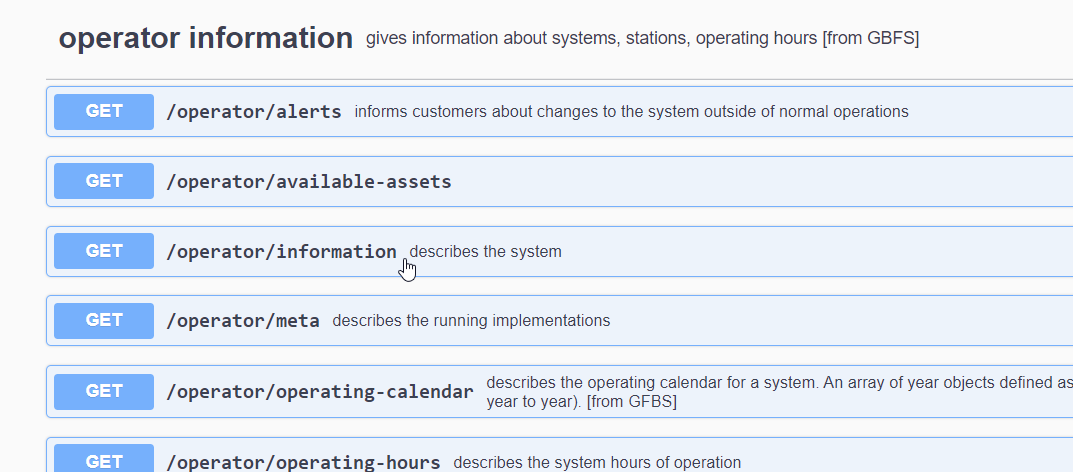 operator information gives information about systems, stations, operating hours [from GBFS]
GET /operator/alerts informs customers about changes to the system outside of normal operations
GET /operator/available-assets
GET /operator/information describes the system
GET /operator/meta describes the running implementations
GET /operator/operating-calendar describes the operating calendar for a system. An array of year objects defined as
year to year). [from GFBS]
GET /operator/operating-hours describes the system hours of operation